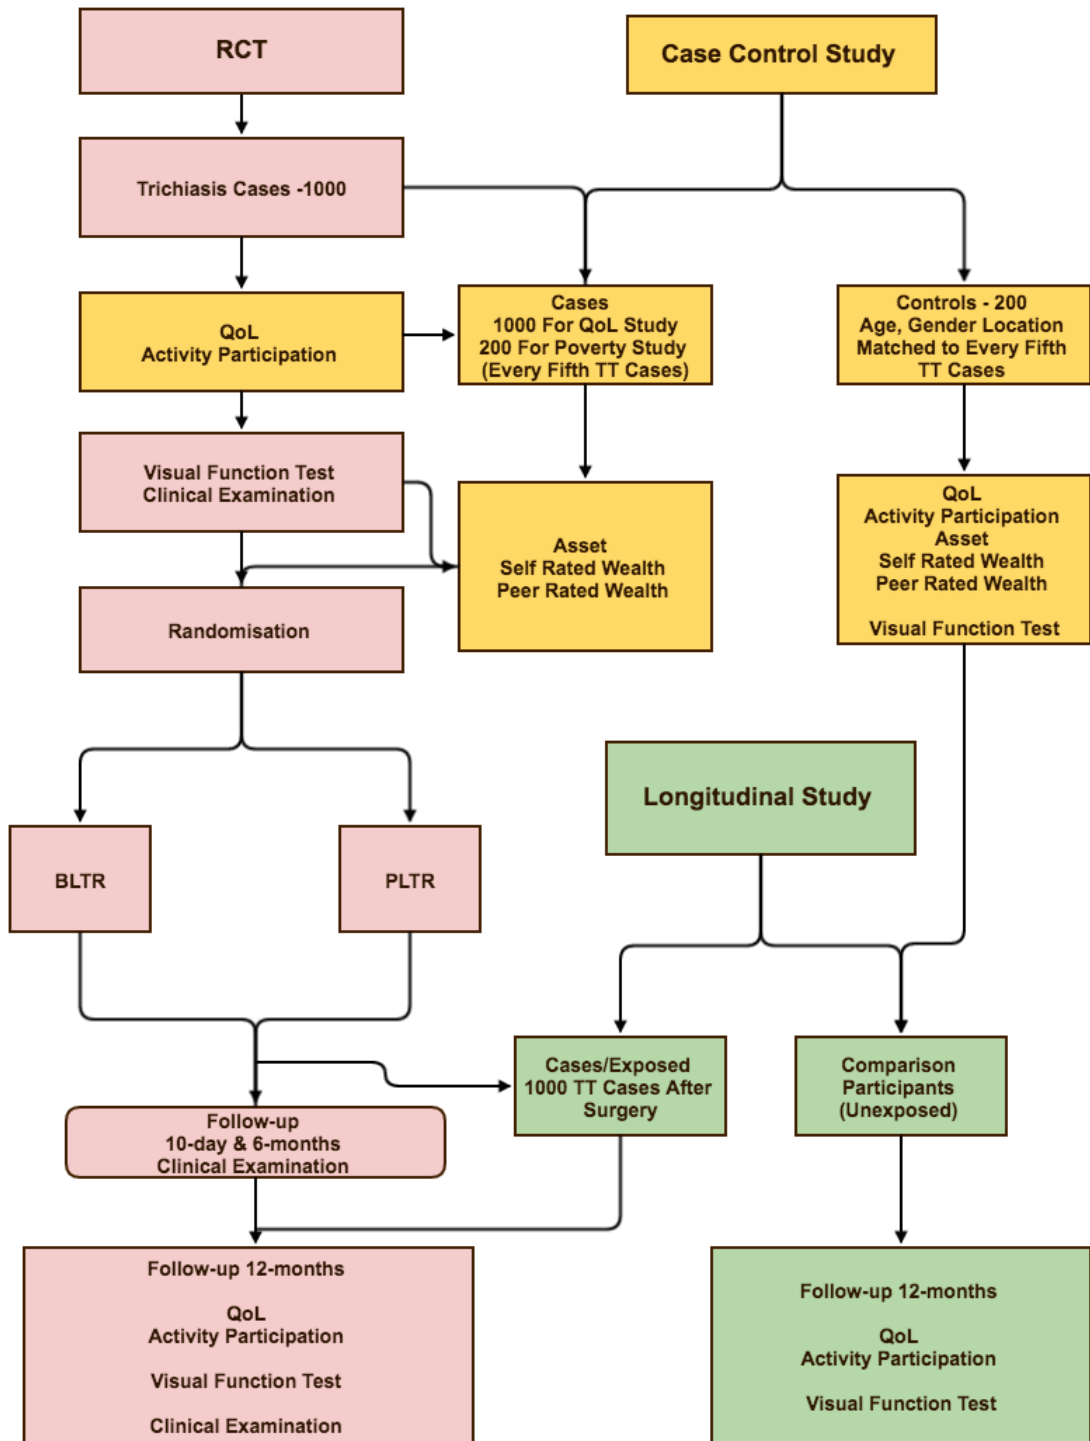 RCT
Case Control Study
Trichiasis Cases -1000
QoL
Activity Participation
Cases
1000 For QoL Study
200 For Poverty Study
(Every Fifth TT Cases)
Controls - 200
Age, Gender Location
Matched to Every Fifth
TT Cases
Visual Function Test
Clinical Examination
Asset
Self Rated Wealth
Peer Rated Wealth
QoL
Activity Participation
Asset
Self Rated Wealth
Peer Rated Wealth
Visual Function Test
Randomisation
Longitudinal Study
BLTR
PLTR
Cases/Exposed
1000 TT Cases After
Surgery
Comparison
Participants
(Unexposed)
Follow-up
10-day & 6-months
Clinical Examination
Follow-up 12-months
QoL
Activity Participation
Visual Function Test
Clinical Examination
Follow-up 12-months
QoL
Activity Participation
Visual Function Test